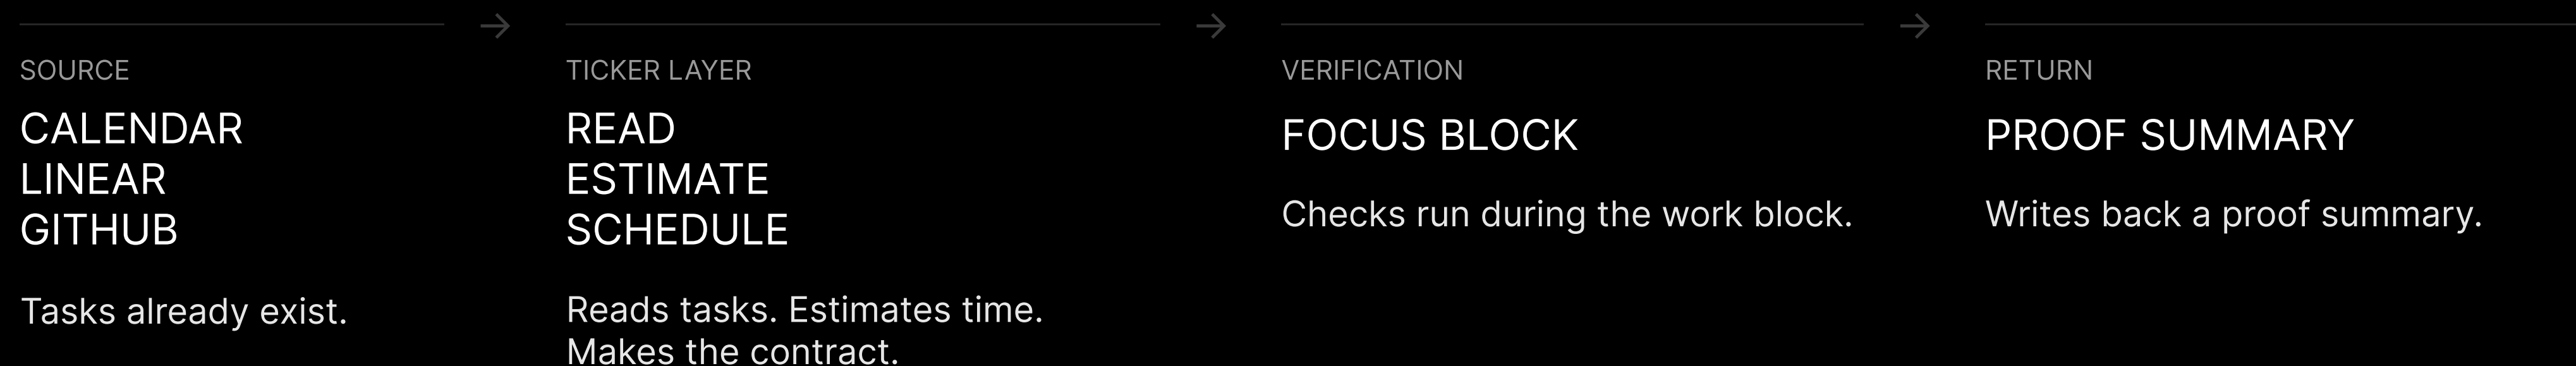 SOURCE
CALENDAR
LINEAR
GITHUB
Tasks already exist.
TICKER LAYER
READ
ESTIMATE
SCHEDULE
Reads tasks. Estimates time.
Makes the contract.
VERIFICATION
FOCUS BLOCK
Checks run during the work block.
RETURN
PROOF SUMMARY
Writes back a proof summary.